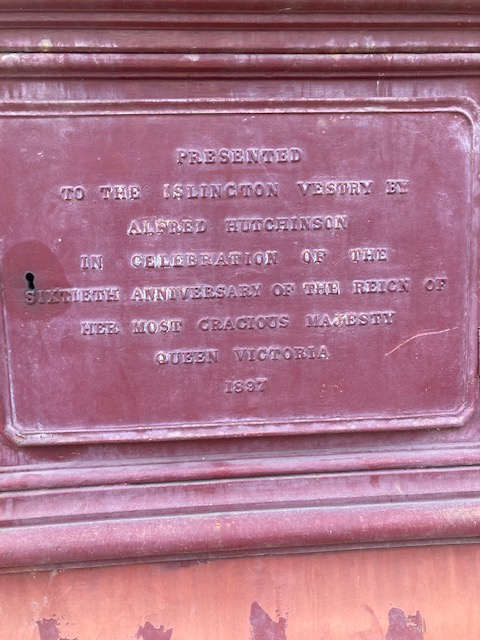 PRESENTED
TO THE ISLINGTON VESTRY BY
ALFRED HUTCHINSON
IN CELEBRATION OF THE
SIXTIETH ANNIVERSARY OF THE REIGN OF
HER MOST GRACIOUS MAJESTY
QUEEN VICTORIA
1897